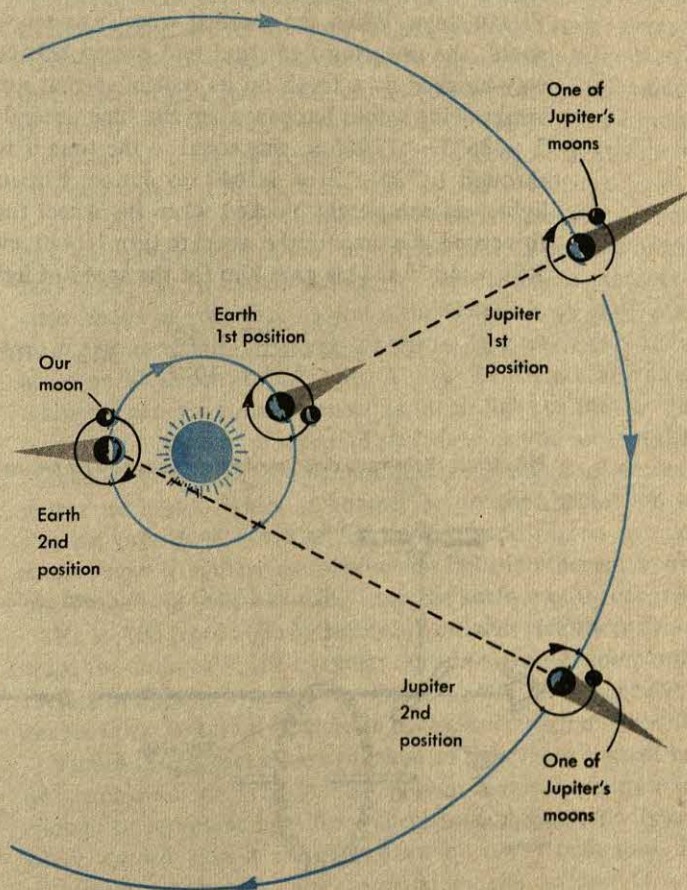 One of
Jupiter's
moons
Earth
1st position
Jupiter
1st
position
Our
moon
Earth
2nd
position
Jupiter
2nd
position
One of
Jupiter's
moons